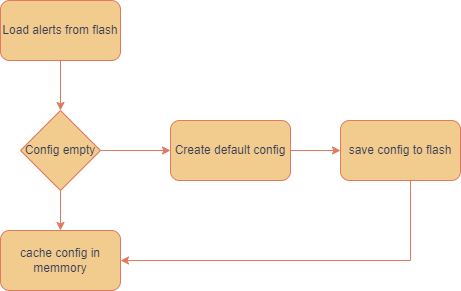 Load alerts from flash
Config empty
Create default config
save config to flash
cache config in
memmory